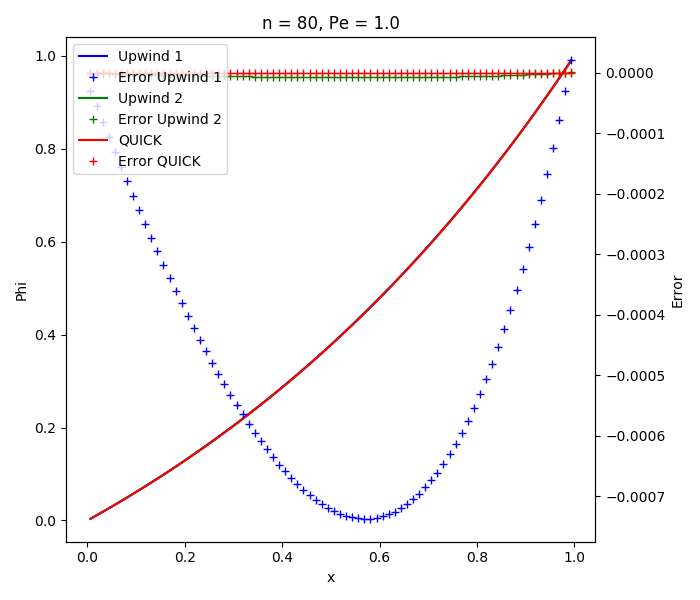 n = 80, Pe = 1.0
Upwind 1
Error Upwind 1
Upwind 2
Error Upwind 2
QUICK
Error QUICK
1.0
0.8
0.6
0.4
0.2
0.0
Phi
0.0000
−0.0001
−0.0002
−0.0003
−0.0004
−0.0005
−0.0006
−0.0007
Error
0.0 0.2 0.4 0.6 0.8 1.0
x